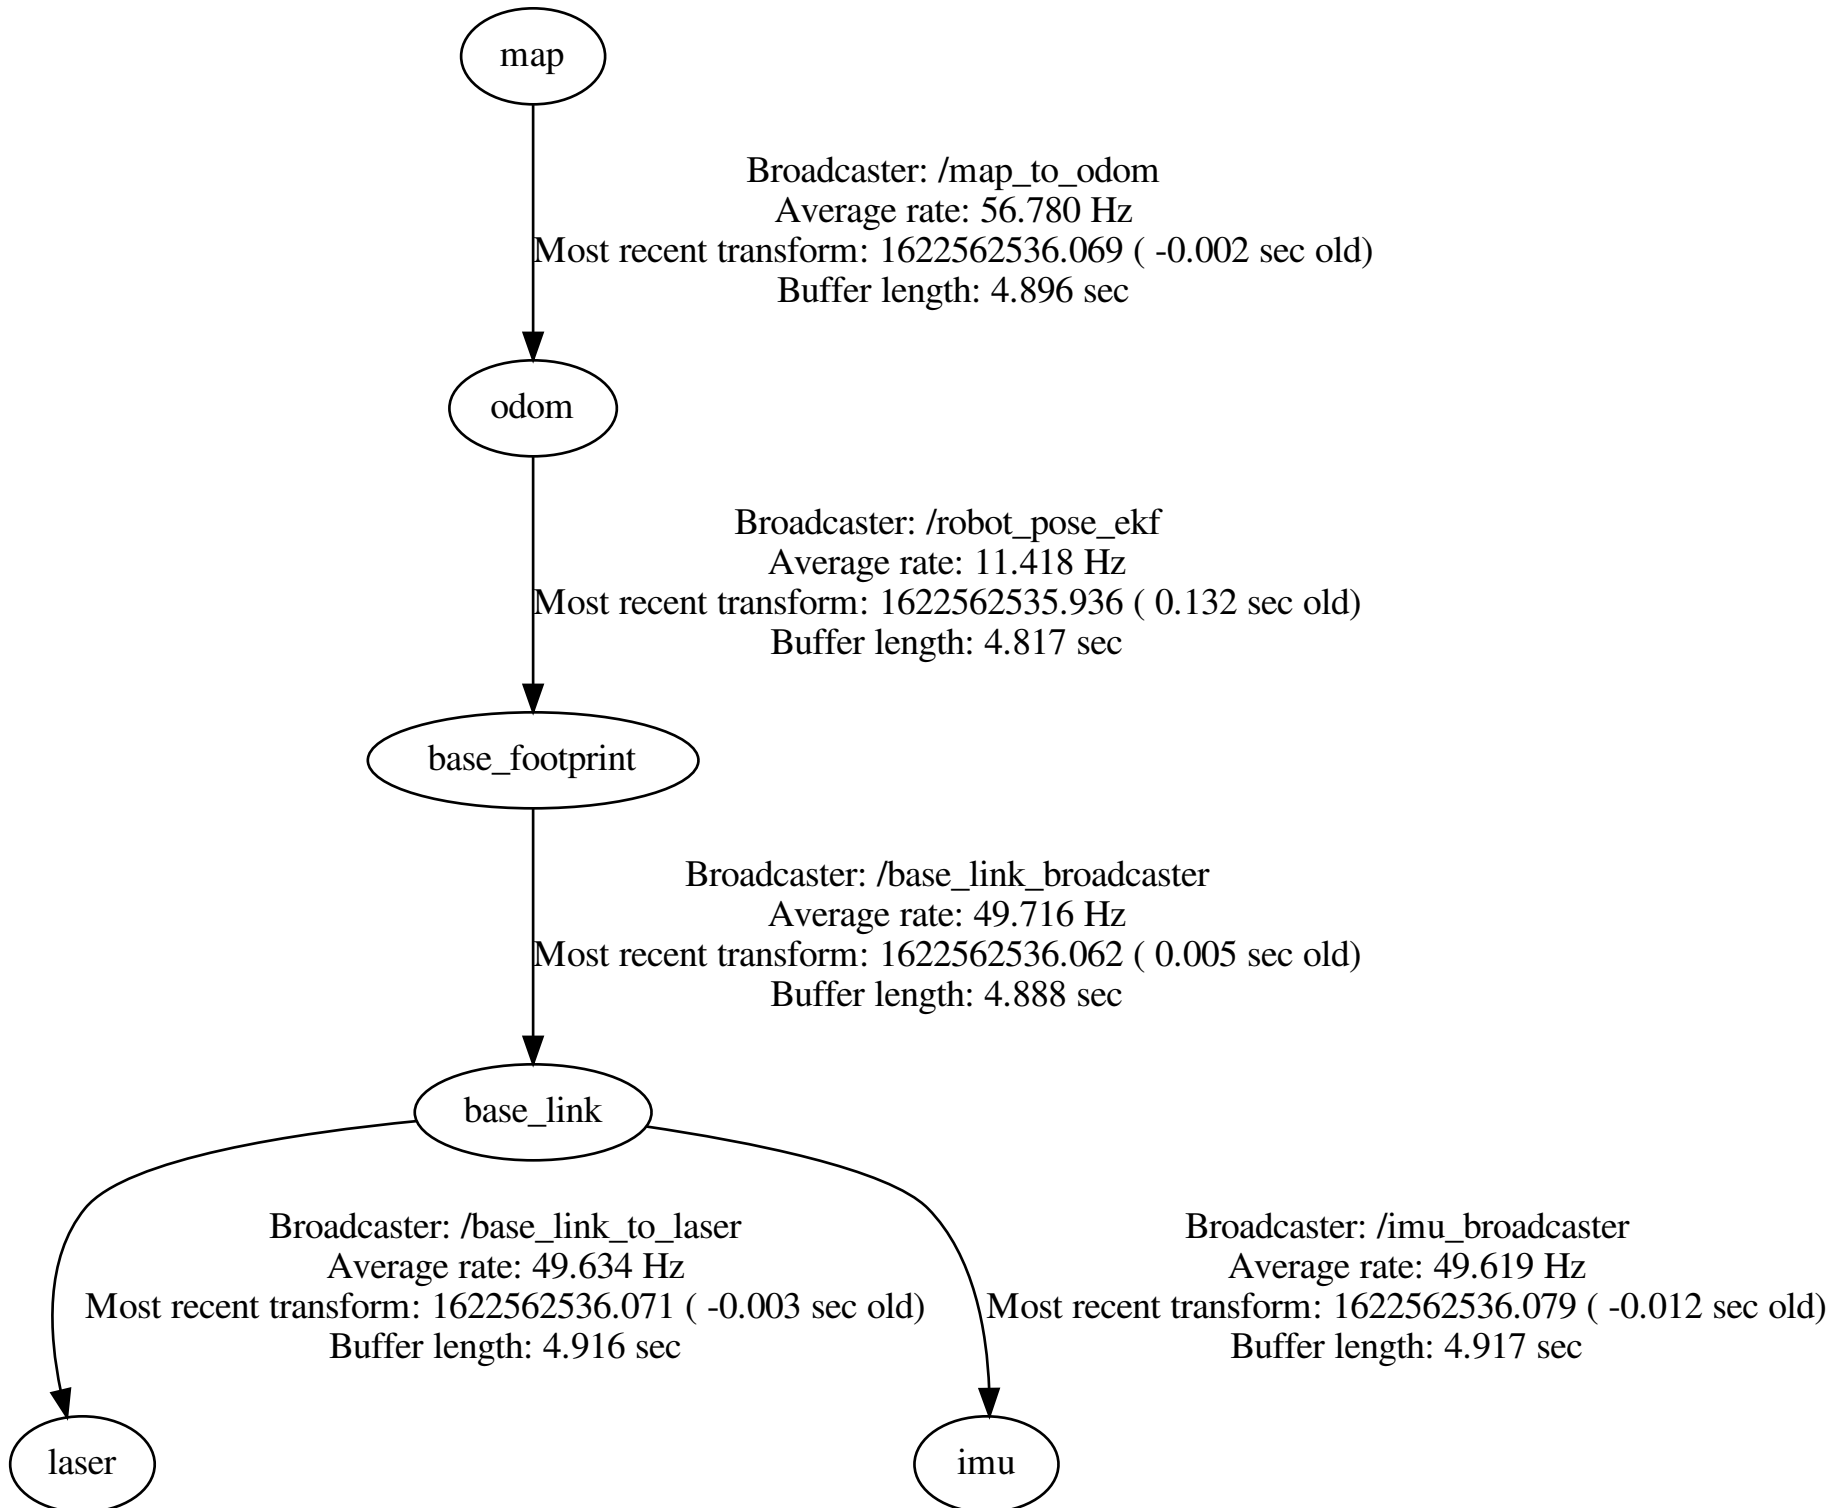 map
Broadcaster: /map_to_odom
Average rate: 56.780 Hz
Most recent transform: 1622562536.069 ( -0.002 sec old)
Buffer length: 4.896 sec
odom
Broadcaster: /robot_pose_ekf
Average rate: 11.418 Hz
Most recent transform: 1622562535.936 ( 0.132 sec old)
Buffer length: 4.817 sec
base_footprint
Broadcaster: /base_link_broadcaster
Average rate: 49.716 Hz
Most recent transform: 1622562536.062 ( 0.005 sec old)
Buffer length: 4.888 sec
base_link
Broadcaster: /base_link_to_laser
Average rate: 49.634 Hz
Most recent transform: 1622562536.071 ( -0.003 sec old)
Buffer length: 4.916 sec
Broadcaster: /imu_broadcaster
Average rate: 49.619 Hz
Most recent transform: 1622562536.079 ( -0.012 sec old)
Buffer length: 4.917 sec
laser
imu